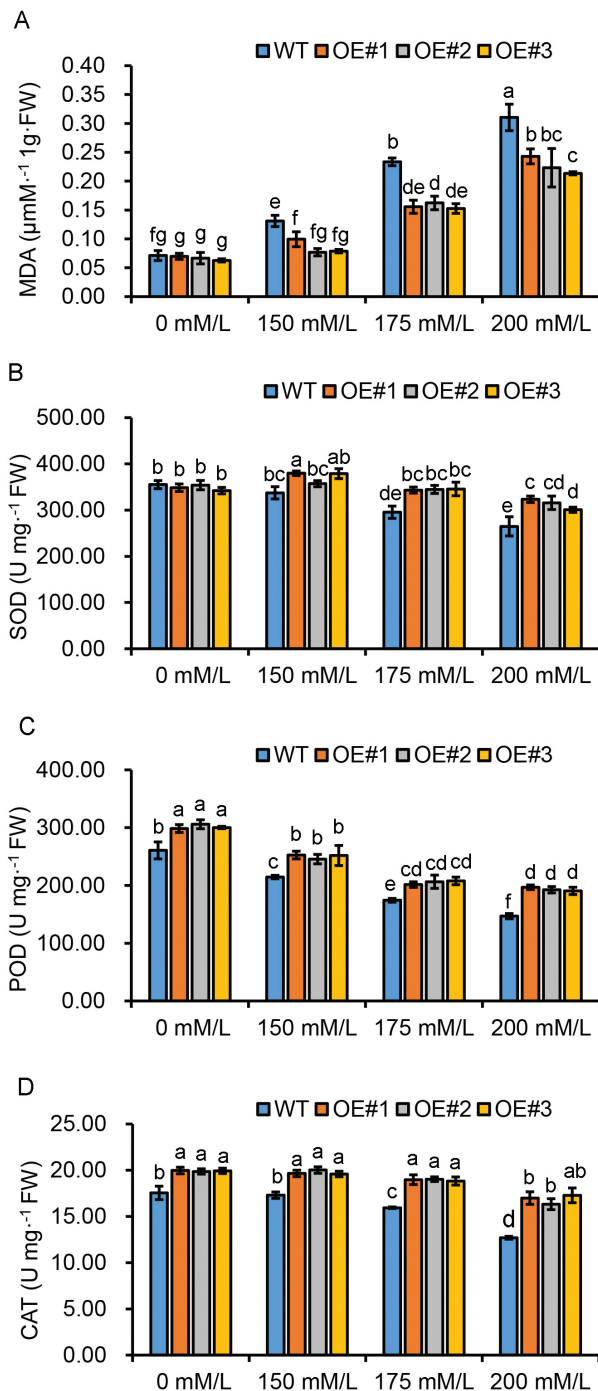 A
WT OE#1 OE#2 OE#3
MDA (µmM·⁻¹ 1g·FW)
0.40
0.35
0.30
0.25
0.20
0.15
0.10
0.05
0.00
fg g g g
e f fg fg
b de d de
a b bc c
0 mM/L 150 mM/L 175 mM/L 200 mM/L
B
WT OE#1 OE#2 OE#3
SOD (U mg·⁻¹ FW)
500.00
400.00
300.00
200.00
100.00
0.00
b b b b
bc a bc ab
de bc bc bc
e c cd d
0 mM/L 150 mM/L 175 mM/L 200 mM/L
C
WT OE#1 OE#2 OE#3
POD (U mg·⁻¹ FW)
400.00
300.00
200.00
100.00
0.00
b a a a
c b b b
e cd cd cd
f d d d
0 mM/L 150 mM/L 175 mM/L 200 mM/L
D
WT OE#1 OE#2 OE#3
CAT (U mg·⁻¹ FW)
25.00
20.00
15.00
10.00
5.00
0.00
b a a a
b a a a
c a a a
d b b ab
0 mM/L 150 mM/L 175 mM/L 200 mM/L